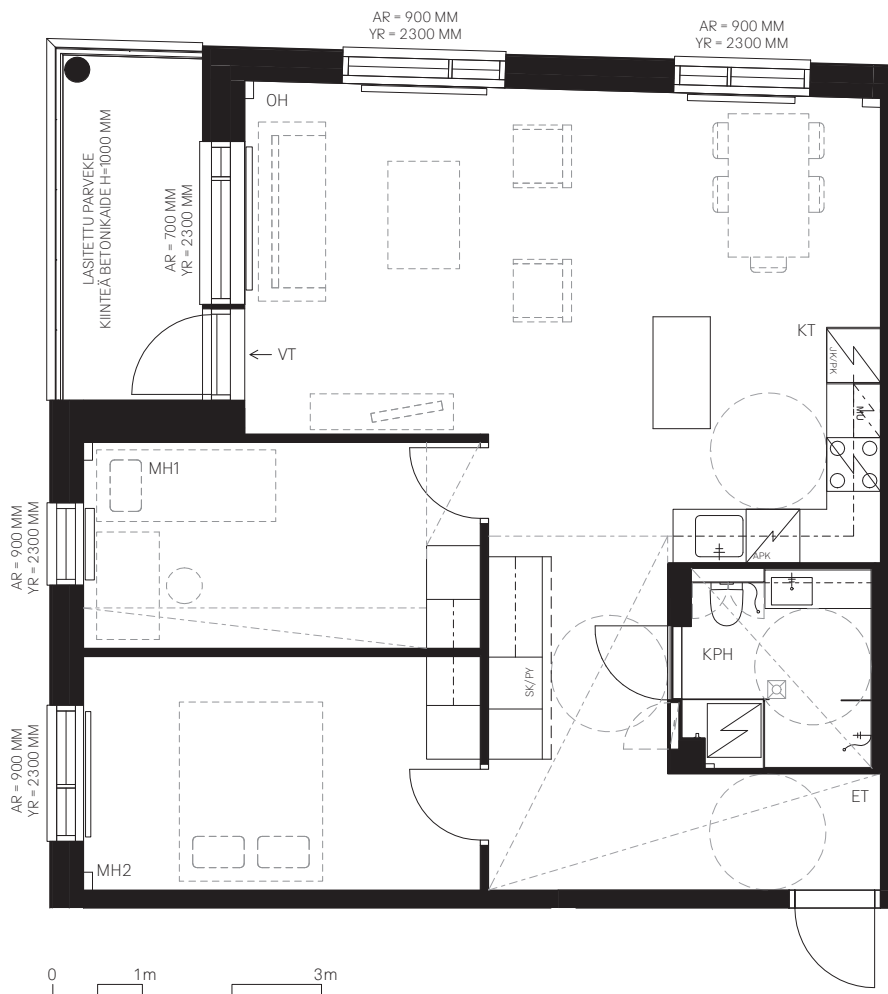 AR = 900 MM
YR = 2300 MM
AR = 900 MM
YR = 2300 MM
OH
LASITETTU PARVEKE
KIINTEÄ BETONIKAIDE H=1000 MM
AR = 700 MM
YR = 2300 MM
VT
KT
JK/PK
MU
APK
MH1
AR = 900 MM
YR = 2300 MM
SK/PY
KPH
AR = 900 MM
YR = 2300 MM
MH2
ET
0
1m
3m